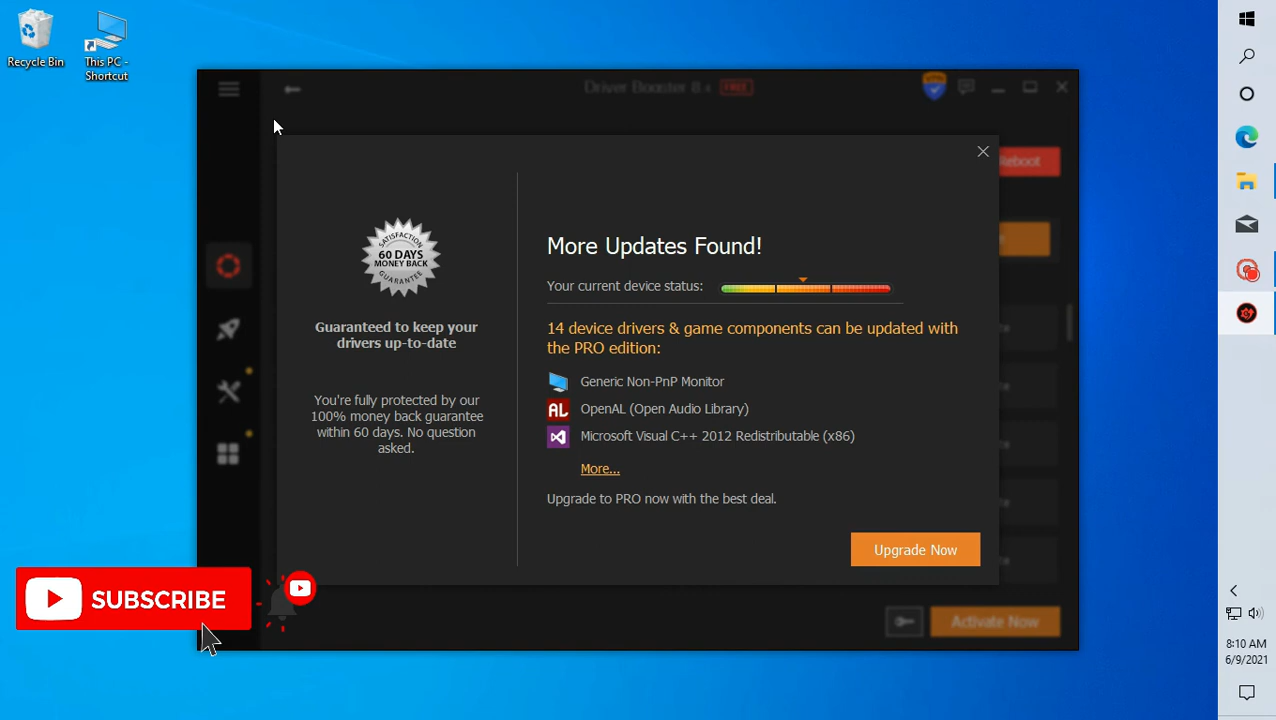 Recycle Bin
This PC -
Shortcut
Driver Booster 8.4 FREE
Reboot
SATISFACTION
60 DAYS
MONEY BACK
GUARANTEE
Guaranteed to keep your
drivers up-to-date
You're fully protected by our
100% money back guarantee
within 60 days. No question
asked.
More Updates Found!
Your current device status:
14 device drivers & game components can be updated with
the PRO edition:
Generic Non-PnP Monitor
AL OpenAL (Open Audio Library)
Microsoft Visual C++ 2012 Redistributable (x86)
More...
Upgrade to PRO now with the best deal.
Upgrade Now
Activate Now
SUBSCRIBE
8:10 AM
6/9/2021